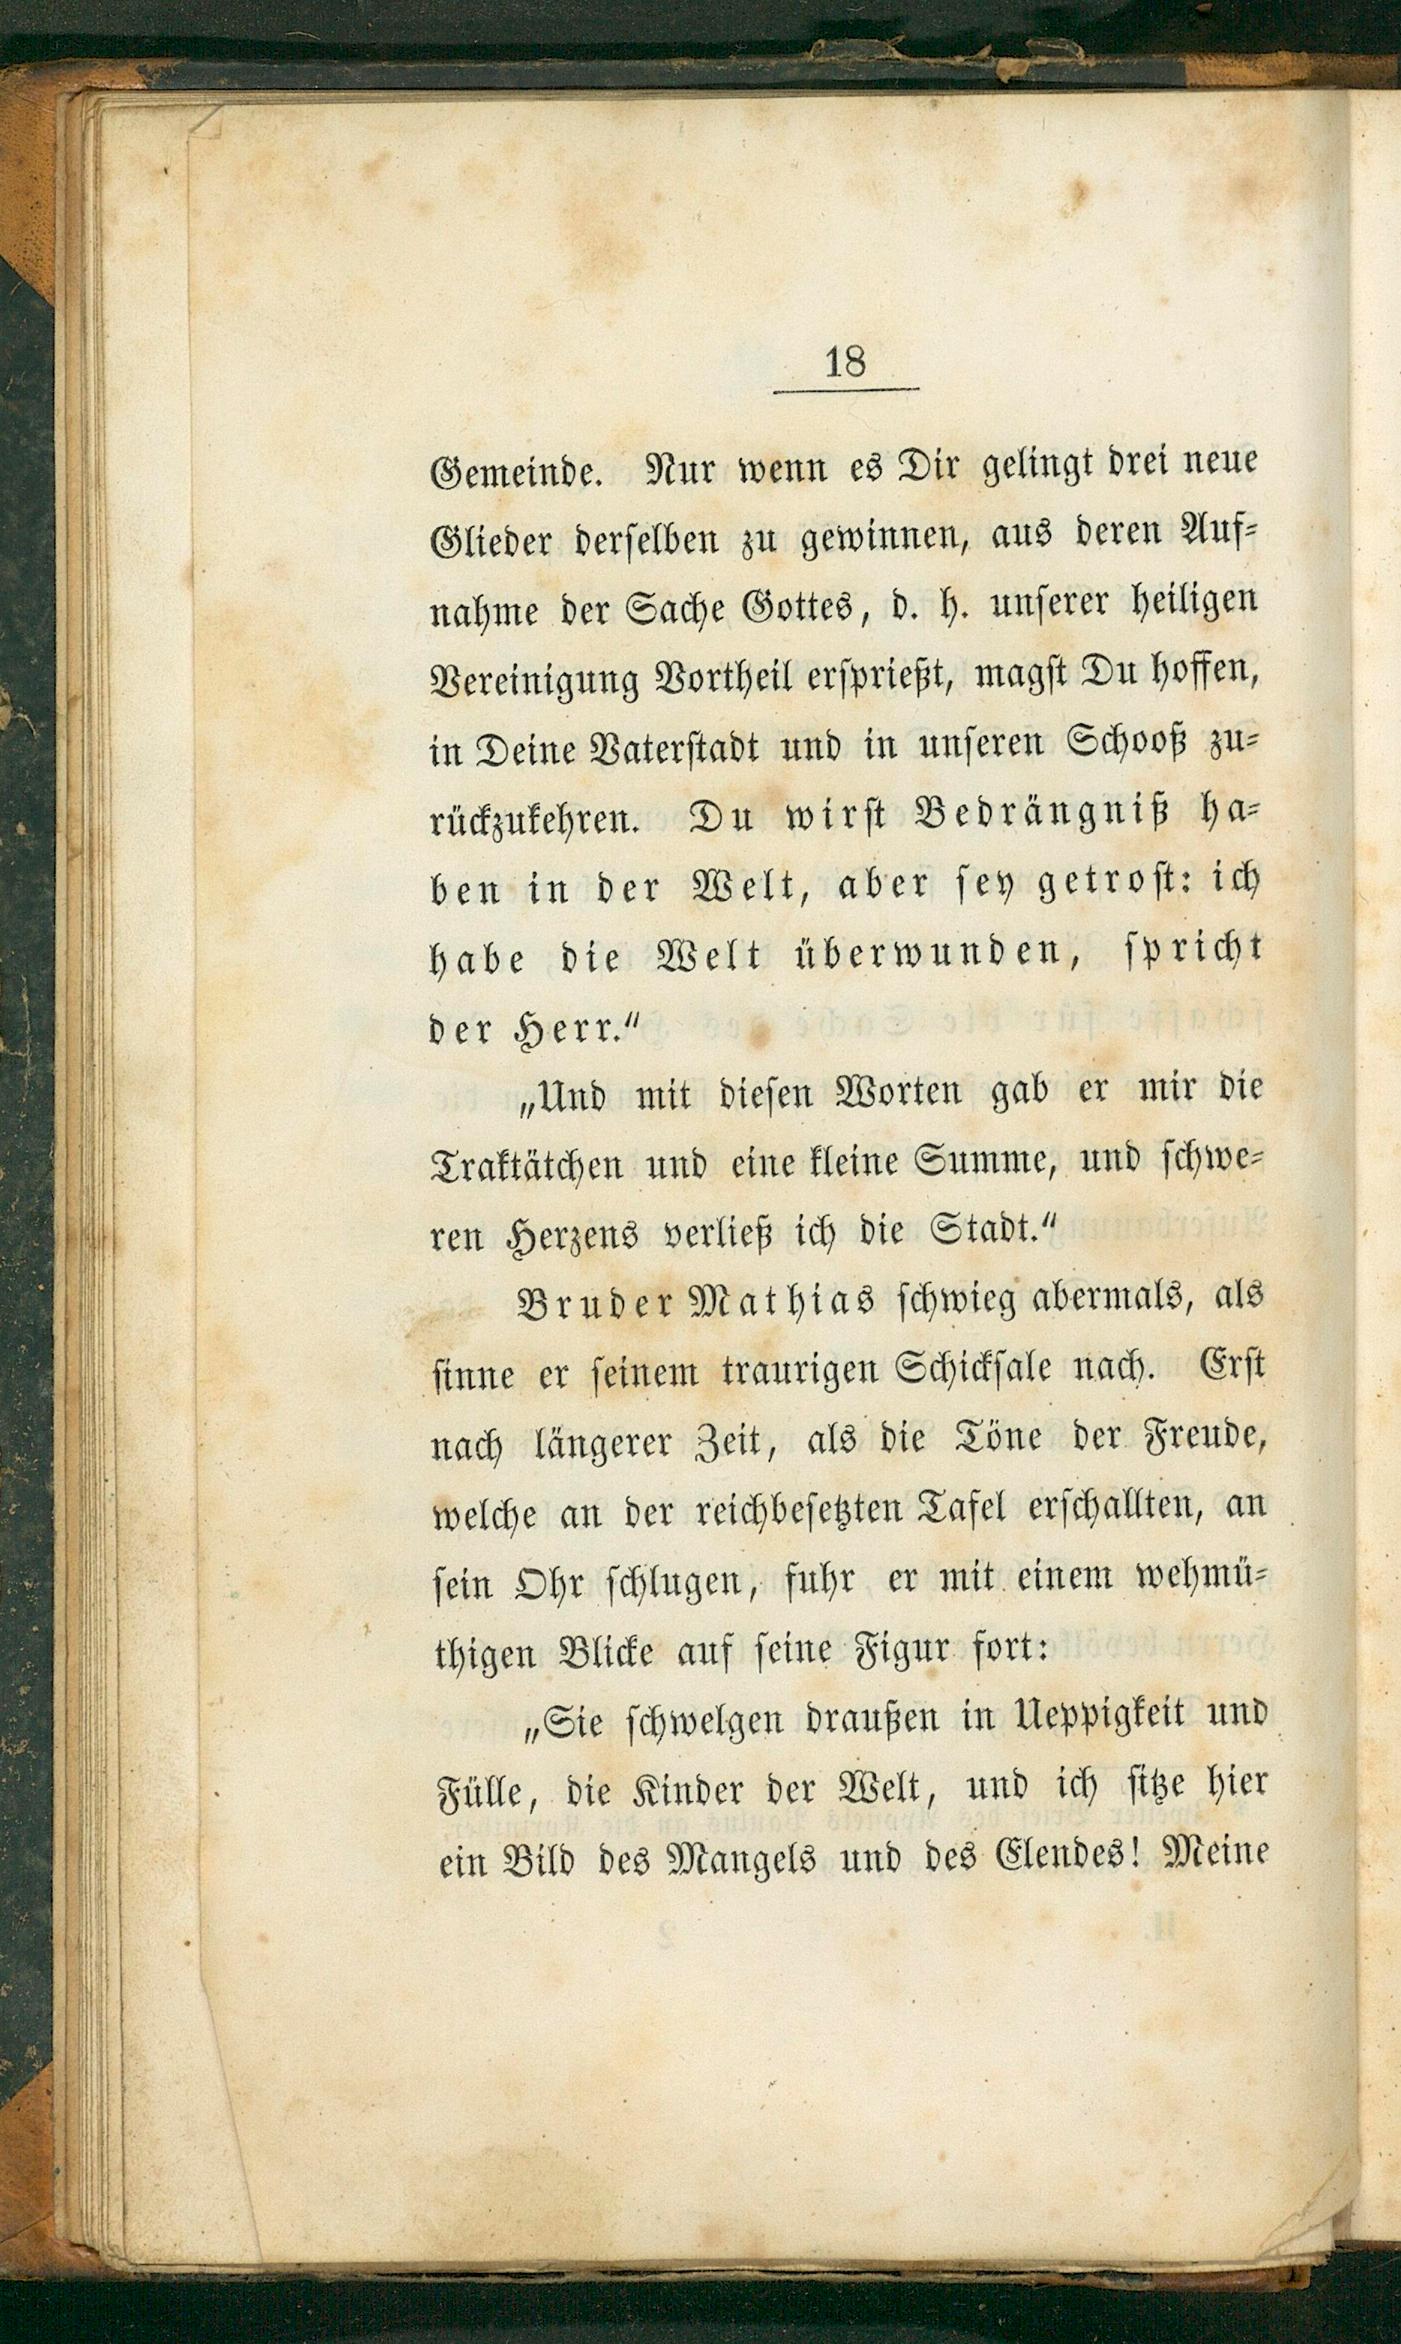 18
Gemeinde. Nur wenn es Dir gelingt drei neue
Glieder derſelben zu gewinnen, aus deren Auf⸗
nahme der Sache Gottes, d. h. unſerer heiligen
Vereinigung Vortheil erſprießt, magſt Du hoffen,
in Deine Vaterſtadt und in unſeren Schooß zu⸗
rückzukehren. Du wirſt Bedrängniß ha⸗
ben in der Welt, aber ſey getroſt: ich
habe die Welt überwunden, ſpricht
der Herr.“
„Und mit dieſen Worten gab er mir die
Traktätchen und eine kleine Summe, und ſchwe⸗
ren Herzens verließ ich die Stadt.“
Bruder Mathias ſchwieg abermals, als
ſinne er ſeinem traurigen Schickſale nach. Erſt
nach längerer Zeit, als die Töne der Freude,
welche an der reichbeſetzten Tafel erſchallten, an
ſein Ohr ſchlugen, fuhr er mit einem wehmü⸗
thigen Blicke auf ſeine Figur fort:
„Sie ſchwelgen draußen in Ueppigkeit und
Fülle, die Kinder der Welt, und ich ſitze hier
ein Bild des Mangels und des Elendes! Meine